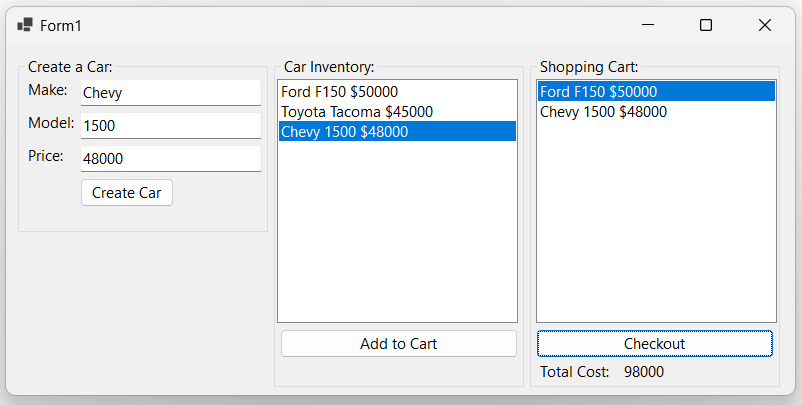 Form1
Create a Car:
Make: Chevy
Model: 1500
Price: 48000
Create Car
Car Inventory:
Ford F150 $50000
Toyota Tacoma $45000
Chevy 1500 $48000
Add to Cart
Shopping Cart:
Ford F150 $50000
Chevy 1500 $48000
Checkout
Total Cost: 98000